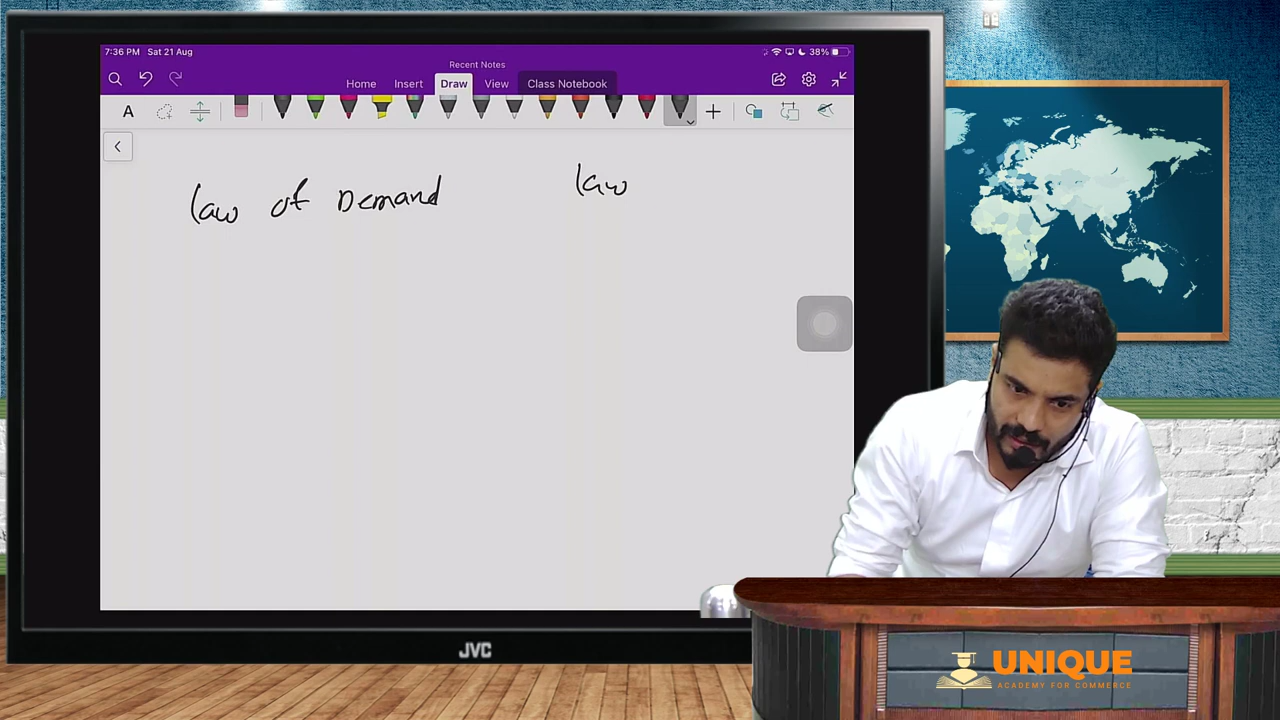 7:36 PM Sat 21 Aug
38%
Recent Notes
Home Insert Draw View Class Notebook
A
law of Demand law
JVC
UNIQUE
ACADEMY FOR COMMERCE